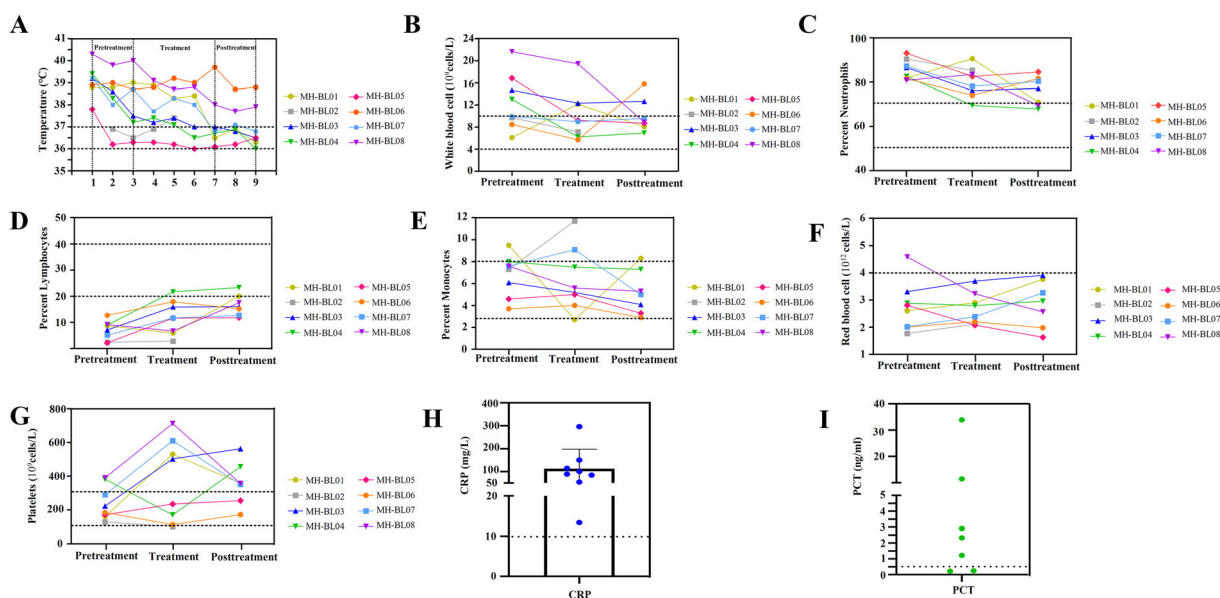 A
Temperature (°C)
41
40
39
38
37
36
35
Pretreatment Treatment Posttreatment
1 2 3 4 5 6 7 8 9
MH-BL01 MH-BL05
MH-BL02 MH-BL06
MH-BL03 MH-BL07
MH-BL04 MH-BL08
B
White blood cell (10⁹cells/L)
24
20
16
12
8
4
0
Pretreatment Treatment Posttreatment
MH-BL01 MH-BL05
MH-BL02 MH-BL06
MH-BL03 MH-BL07
MH-BL04 MH-BL08
C
Percent Neutrophils
100
80
60
40
Pretreatment Treatment Posttreatment
MH-BL01 MH-BL05
MH-BL02 MH-BL06
MH-BL03 MH-BL07
MH-BL04 MH-BL08
D
Percent Lymphocytes
50
40
30
20
10
Pretreatment Treatment Posttreatment
MH-BL01 MH-BL05
MH-BL02 MH-BL06
MH-BL03 MH-BL07
MH-BL04 MH-BL08
E
Percent Monocytes
12
10
8
6
4
2
0
Pretreatment Treatment Posttreatment
MH-BL01 MH-BL05
MH-BL02 MH-BL06
MH-BL03 MH-BL07
MH-BL04 MH-BL08
F
Red blood cell (10¹² cells/L)
6
5
4
3
2
1
0
Pretreatment Treatment Posttreatment
MH-BL01 MH-BL05
MH-BL02 MH-BL06
MH-BL03 MH-BL07
MH-BL04 MH-BL08
G
Platelets (10⁹cells/L)
800
600
400
200
0
Pretreatment Treatment Posttreatment
MH-BL01 MH-BL05
MH-BL02 MH-BL06
MH-BL03 MH-BL07
MH-BL04 MH-BL08
H
CRP (mg/L)
400
300
200
150
100
50
20
10
0
CRP
I
PCT (ng/ml)
40
30
20
5
4
3
2
1
0
PCT